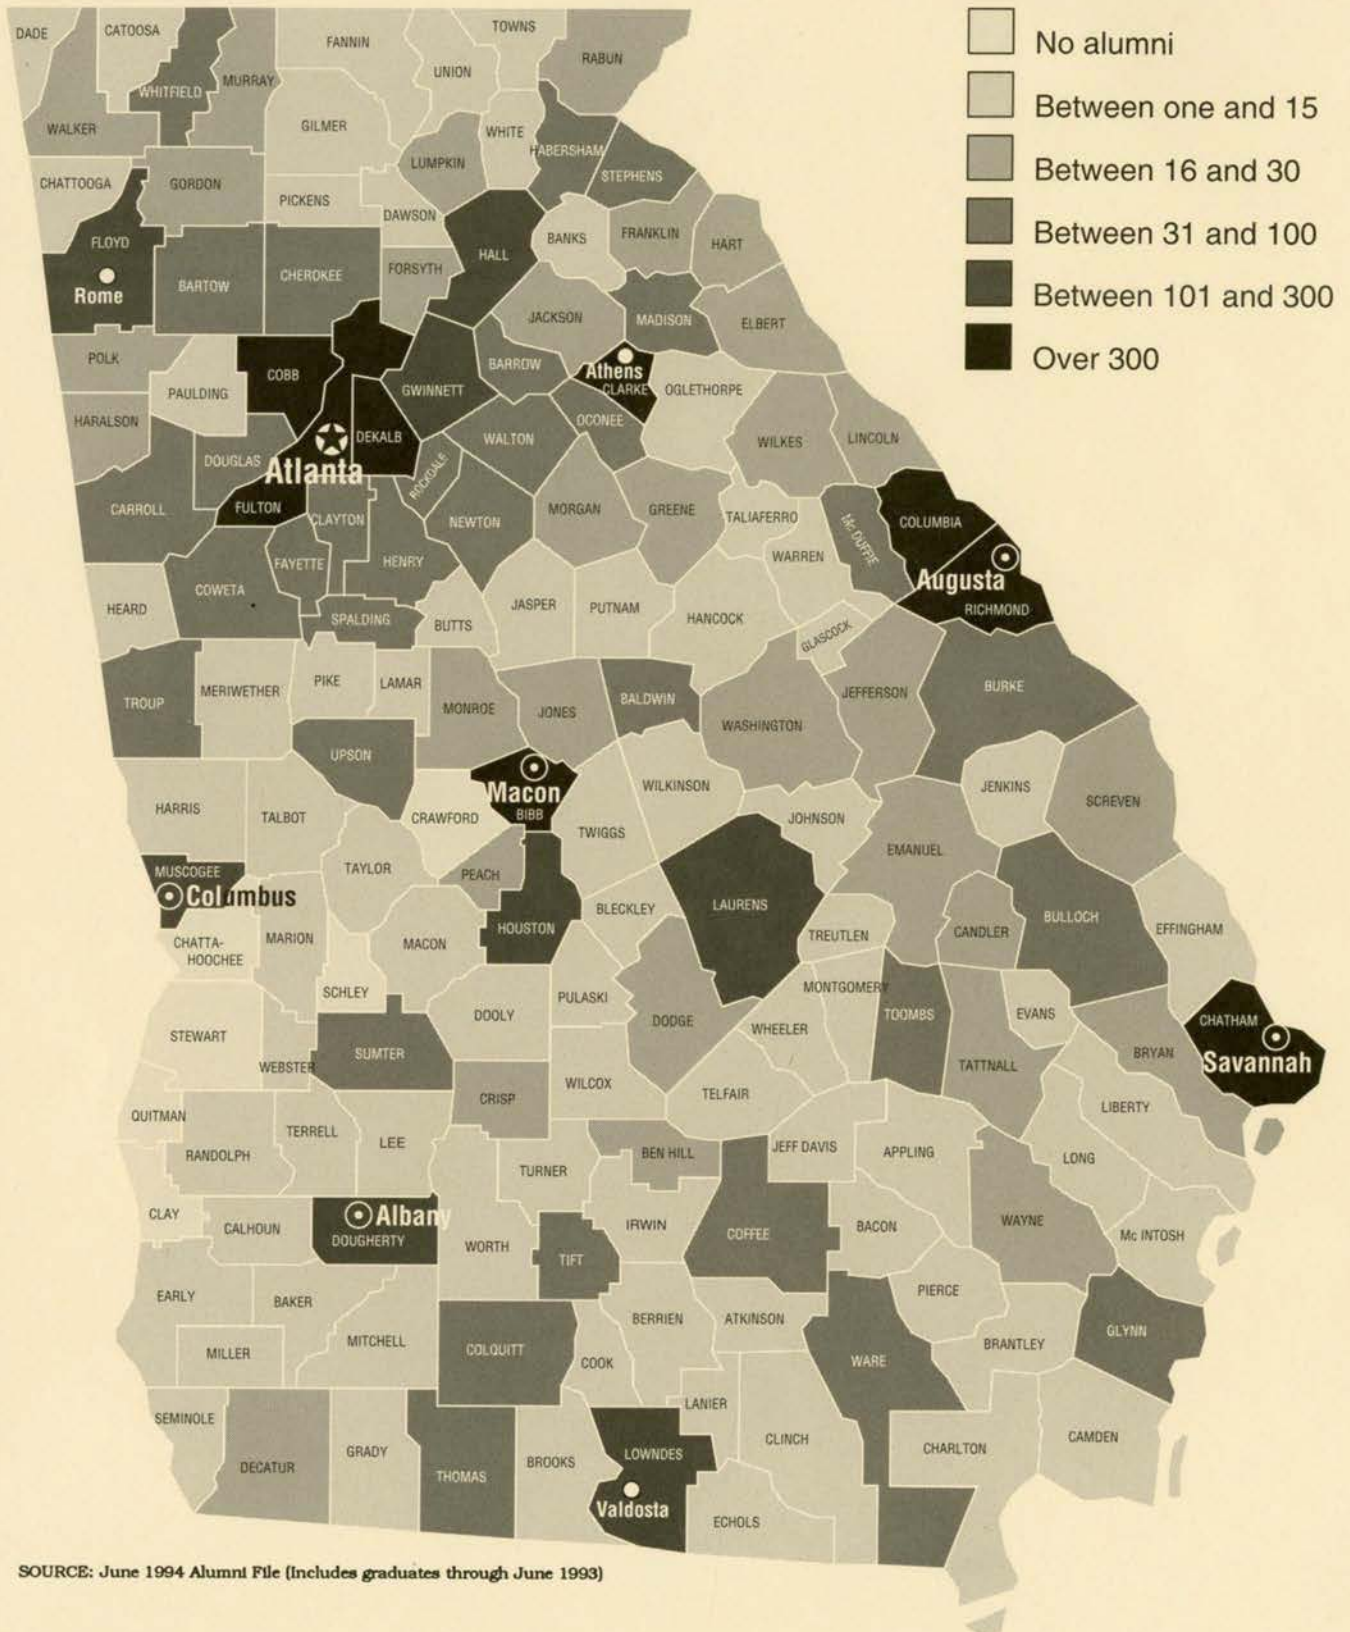 No alumni
Between one and 15
Between 16 and 30
Between 31 and 100
Between 101 and 300
Over 300
DADE
CATOOSA
FANNIN
TOWNS
UNION
RABUN
WHITFIELD
MURRAY
WALKER
GILMER
WHITE
HABERSHAM
LUMPKIN
STEPHENS
CHATTOOGA
GORDON
PICKENS
DAWSON
FLOYD
Rome
BARTOW
CHEROKEE
FORSYTH
HALL
BANKS
FRANKLIN
HART
JACKSON
MADISON
ELBERT
POLK
PAULDING
COBB
GWINNETT
BARROW
Athens
CLARKE
OGLETHORPE
HARALSON
DOUGLAS
Atlanta
DEKALB
ROCKDALE
WALTON
OCONEE
WILKES
LINCOLN
CARROLL
FULTON
CLAYTON
NEWTON
MORGAN
GREENE
TALIAFERRO
Mc DUFFIE
COLUMBIA
WARREN
Augusta
RICHMOND
COWETA
FAYETTE
HENRY
HEARD
SPALDING
BUTTS
JASPER
PUTNAM
HANCOCK
GLASCOCK
TROUP
MERIWETHER
PIKE
LAMAR
MONROE
JONES
BALDWIN
WASHINGTON
JEFFERSON
BURKE
UPSON
Macon
BIBB
WILKINSON
JENKINS
SCREVEN
HARRIS
TALBOT
CRAWFORD
TWIGGS
JOHNSON
EMANUEL
MUSCOGEE
Columbus
TAYLOR
PEACH
HOUSTON
BLECKLEY
LAURENS
TREUTLEN
CANDLER
BULLOCH
EFFINGHAM
CHATTA-
HOOCHEE
MARION
MACON
SCHLEY
DOOLY
PULASKI
DODGE
MONTGOMERY
WHEELER
TOOMBS
EVANS
CHATHAM
Savannah
STEWART
WEBSTER
SUMTER
CRISP
WILCOX
TELFAIR
TATTNALL
BRYAN
LIBERTY
QUITMAN
RANDOLPH
TERRELL
LEE
TURNER
BEN HILL
JEFF DAVIS
APPLING
LONG
CLAY
CALHOUN
Albany
DOUGHERTY
WORTH
TIFT
IRWIN
COFFEE
BACON
WAYNE
Mc INTOSH
EARLY
BAKER
MILLER
MITCHELL
COLQUITT
COOK
BERRIEN
ATKINSON
WARE
PIERCE
BRANTLEY
GLYNN
SEMINOLE
DECATUR
GRADY
THOMAS
BROOKS
LOWNDES
Valdosta
LANIER
CLINCH
ECHOLS
CHARLTON
CAMDEN
SOURCE: June 1994 Alumni File (Includes graduates through June 1993)